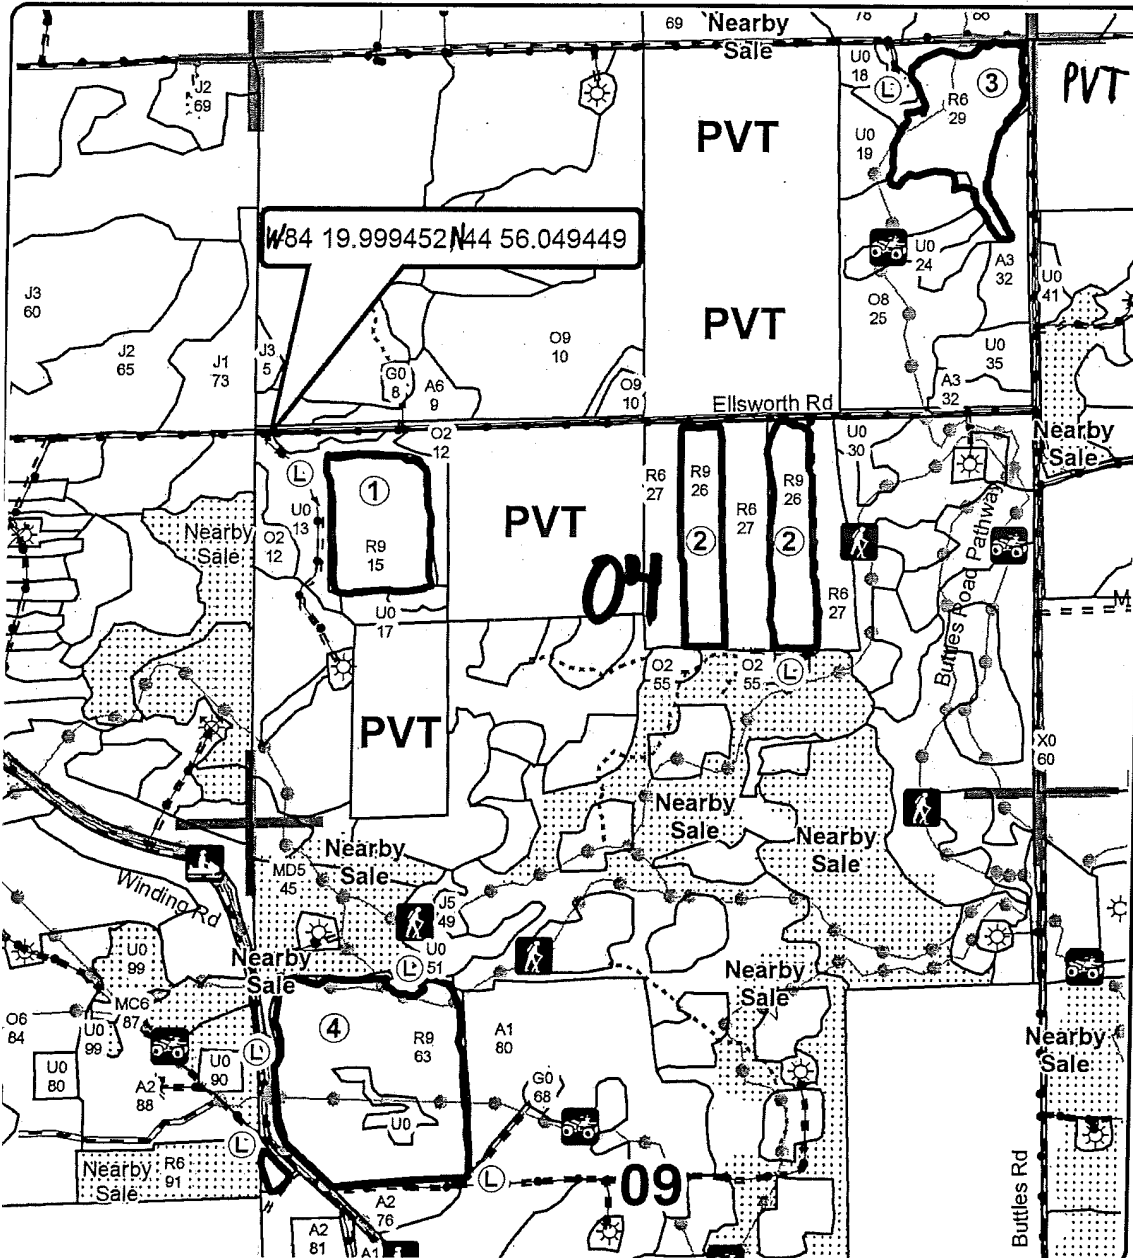 69
Nearby
Sale
78
88
J2
69
U0
18
L
R6
29
3
PVT
PVT
U0
19
W84 19.999452 N44 56.049449
U0
24
A3
32
U0
41
J3
60
O8
25
PVT
J2
65
J1
73
J3
5
G0
8
A6
9
O9
10
O9
10
U0
35
A3
32
Ellsworth Rd
O2
12
U0
30
Nearby
Sale
L
1
R6
27
R9
26
R9
26
Nearby
Sale
O2
12
U0
13
R9
15
PVT
R6
27
2
2
04
R6
27
U0
17
Buttles Road Pathway
M
O2
55
O2
55
L
PVT
X0
60
Nearby
Sale
Nearby
Sale
Nearby
Sale
MD5
45
Winding Rd
J5
49
U0
51
L
Nearby
Sale
Nearby
Sale
U0
99
MC6
87
O6
84
U0
99
4
R9
63
A1
80
Nearby
Sale
U0
80
A2
88
U0
90
L
G0
68
U0
L
Nearby
Sale
R6
91
L
09
A2
76
A2
81
A1
Buttles Rd